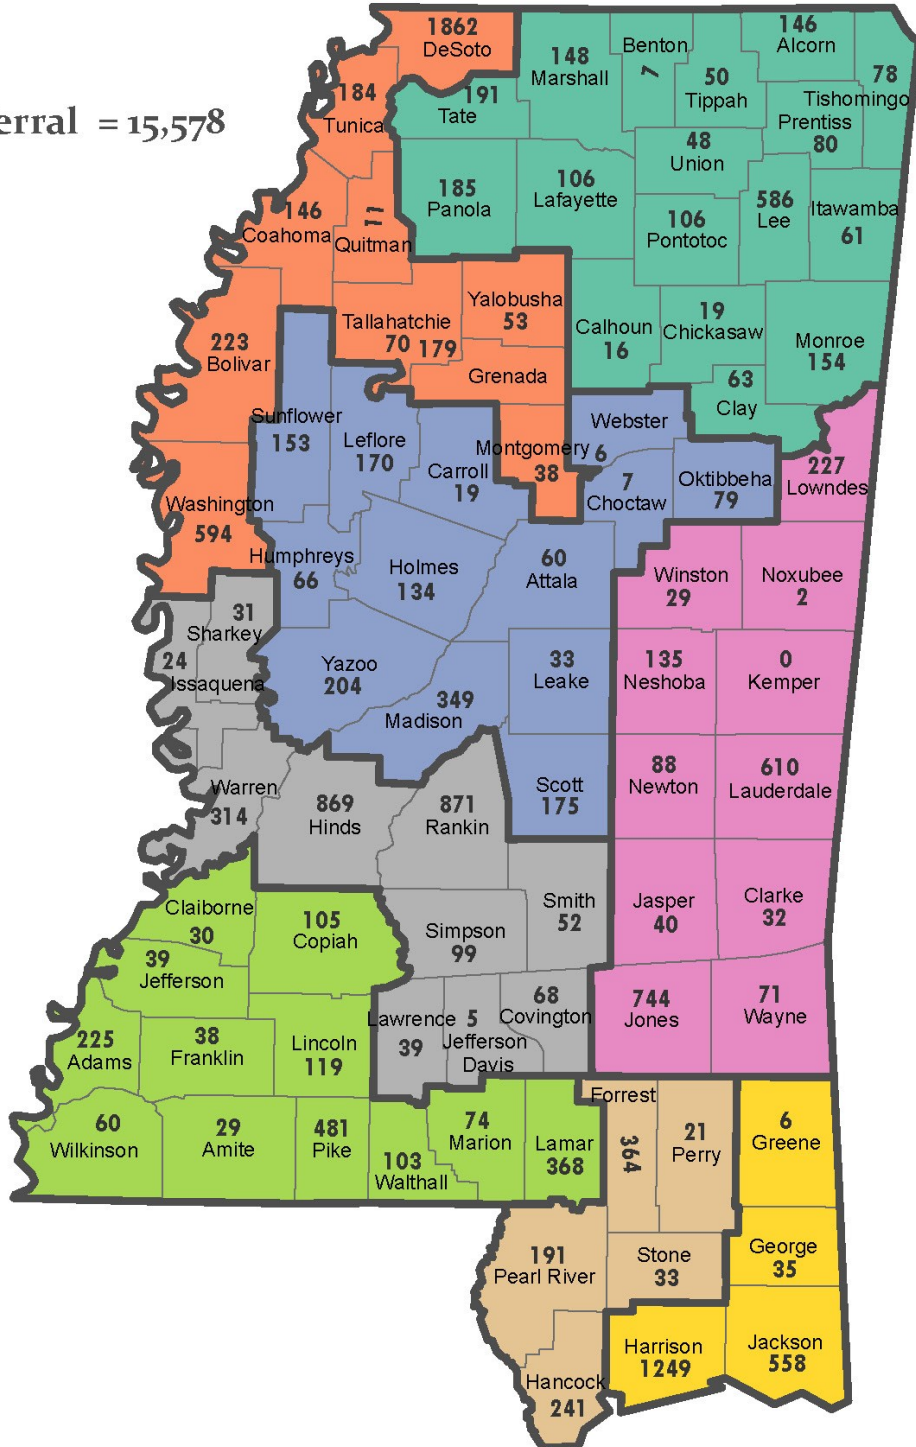 1862
DeSoto
146
Alcorn
Benton
7
148
Marshall
50
Tippah
78
Tishomingo
184
Tunica
191
Tate
Prentiss
80
erral = 15,578
48
Union
185
Panola
106
Lafayette
586
Lee
Itawamba
61
146
Coahoma
11
Quitman
106
Pontotoc
Yalobusha
53
Tallahatchie
70
179
Grenada
Calhoun
16
19
Chickasaw
Monroe
154
223
Bolivar
63
Clay
Sunflower
153
Leflore
170
Carroll
19
Montgomery
38
Webster
6
7
Choctaw
Oktibbeha
79
227
Lowndes
Washington
594
Humphreys
66
Holmes
134
60
Attala
Winston
29
Noxubee
2
31
Sharkey
24
Issaquena
Yazoo
204
349
Madison
33
Leake
135
Neshoba
0
Kemper
Warren
314
869
Hinds
871
Rankin
Scott
175
88
Newton
610
Lauderdale
Claiborne
30
105
Copiah
Simpson
99
Smith
52
Jasper
40
Clarke
32
39
Jefferson
Lawrence
39
5
Jefferson
Davis
68
Covington
744
Jones
71
Wayne
225
Adams
38
Franklin
Lincoln
119
60
Wilkinson
29
Amite
481
Pike
103
Walthall
74
Marion
Lamar
368
Forrest
364
21
Perry
6
Greene
191
Pearl River
Stone
33
George
35
Hancock
241
Harrison
1249
Jackson
558